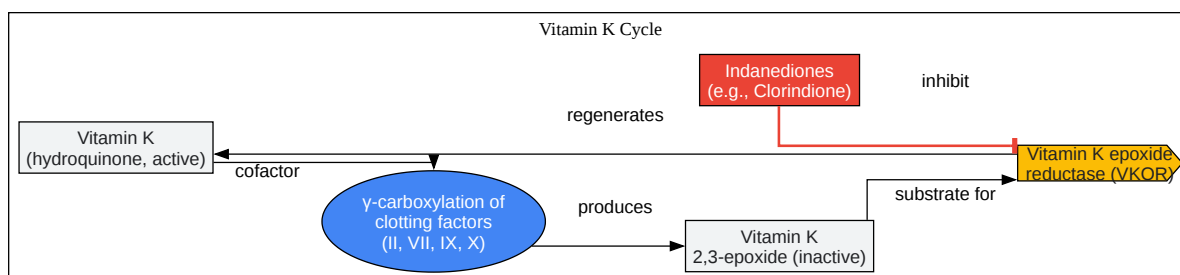 Vitamin K Cycle
Indanediones
(e.g., Clorindione)
inhibit
regenerates
Vitamin K
(hydroquinone, active)
cofactor
Vitamin K epoxide
reductase (VKOR)
γ-carboxylation of
clotting factors
(II, VII, IX, X)
produces
substrate for
Vitamin K
2,3-epoxide (inactive)